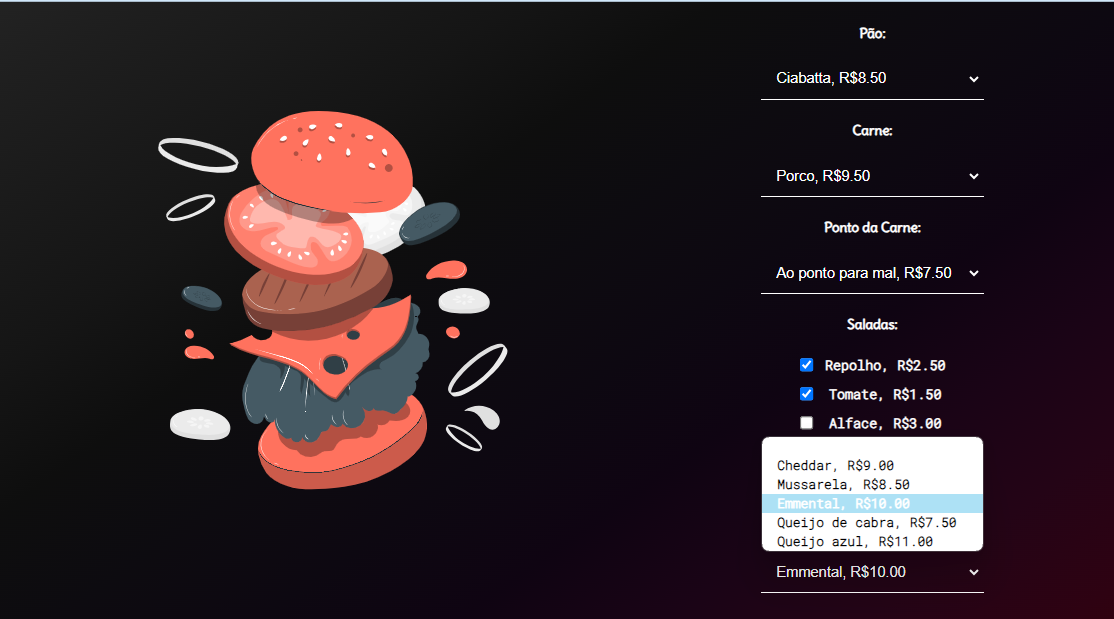 Pão:
Ciabatta, R$8.50
Carne:
Porco, R$9.50
Ponto da Carne:
Ao ponto para mal, R$7.50
Saladas:
Repolho, R$2.50
Tomate, R$1.50
Alface, R$3.00
Cheddar, R$9.00
Mussarela, R$8.50
Emmental, R$10.00
Queijo de cabra, R$7.50
Queijo azul, R$11.00
Emmental, R$10.00